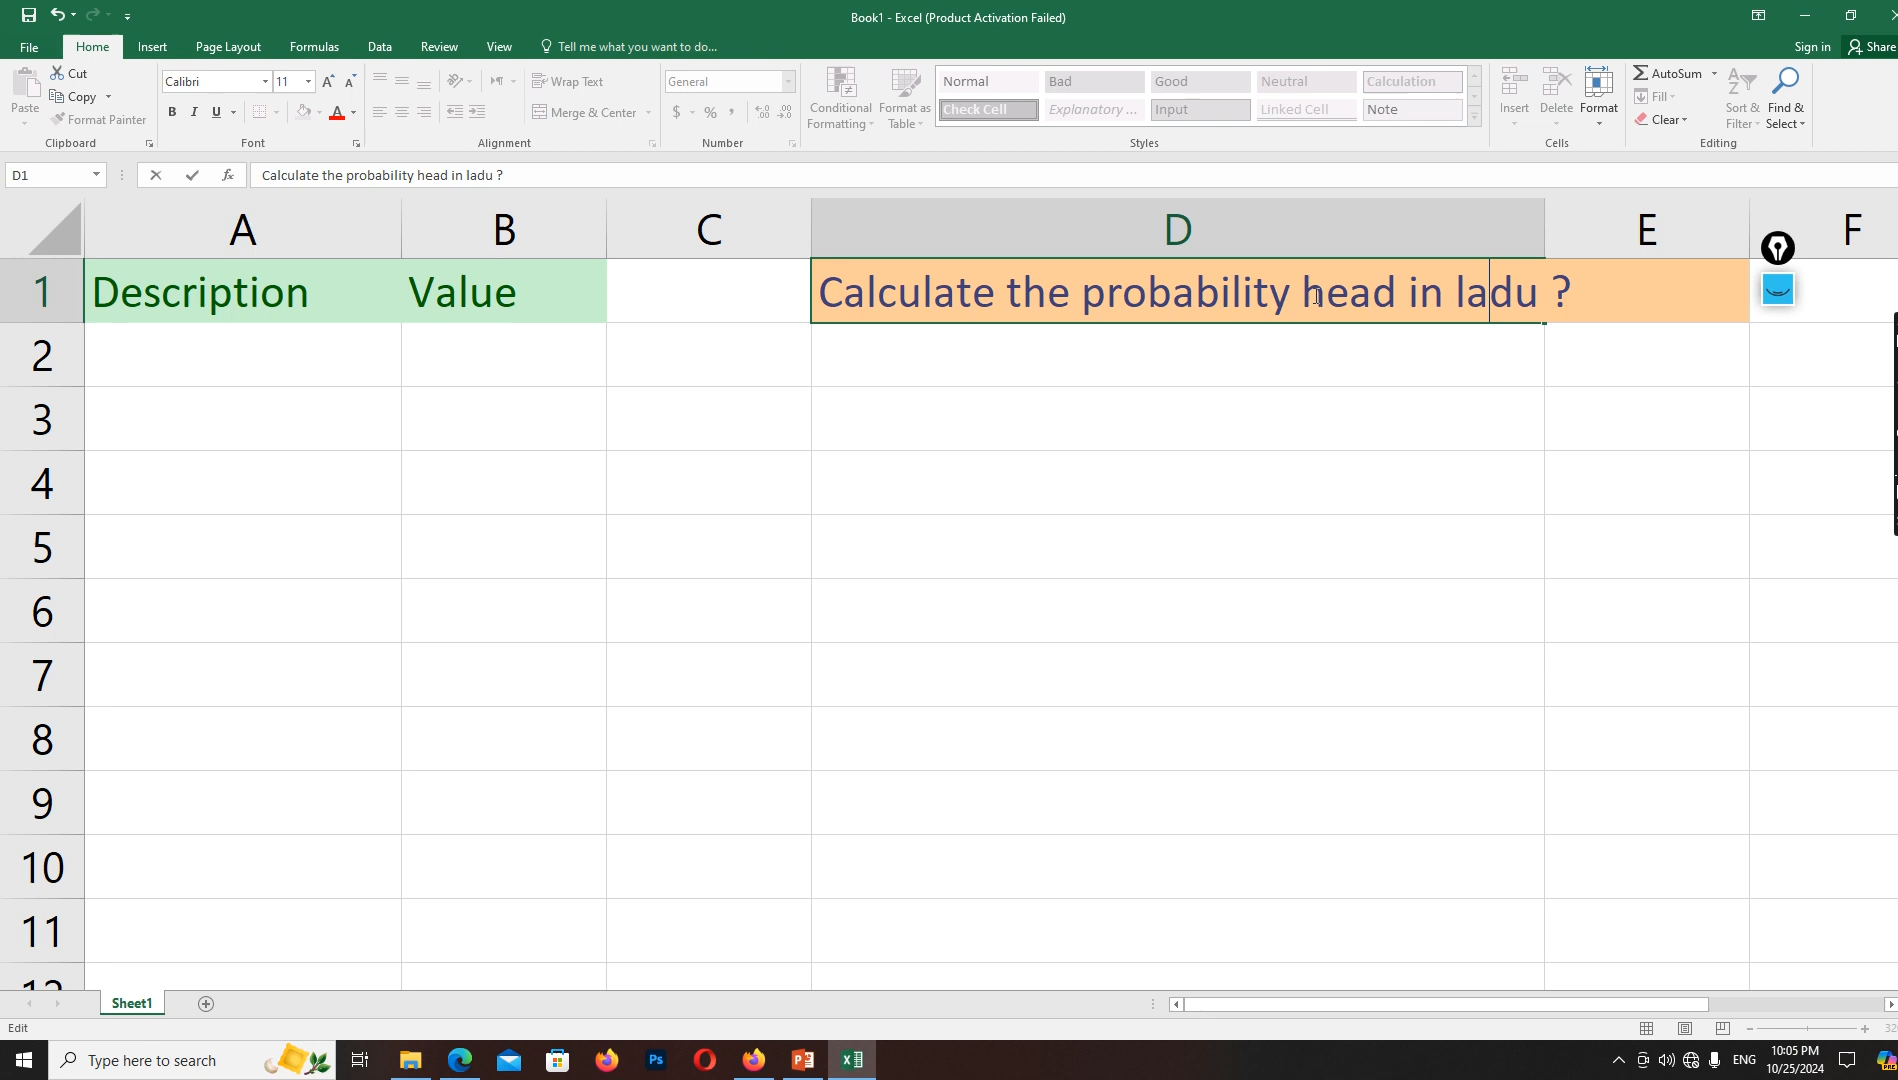 Book1 - Excel (Product Activation Failed)
File Home Insert Page Layout Formulas Data Review View Tell me what you want to do... Sign in Share
Paste Cut Copy Format Painter Clipboard
Calibri 11 B I U A Font
Wrap Text Merge & Center Alignment
General $ % , Number
Conditional Formatting Format as Table
Normal Bad Good Neutral Calculation
Check Cell Explanatory ... Input Linked Cell Note
Styles
Insert Delete Format Cells
AutoSum Fill Clear Sort & Filter Find & Select Editing
D1 fx Calculate the probability head in ladu ?
A B C D E F
1 Description Value Calculate the probability head in ladu ?
2
3
4
5
6
7
8
9
10
11
12
Sheet1
Edit
Type here to search Ps ENG 10:05 PM
10/25/2024